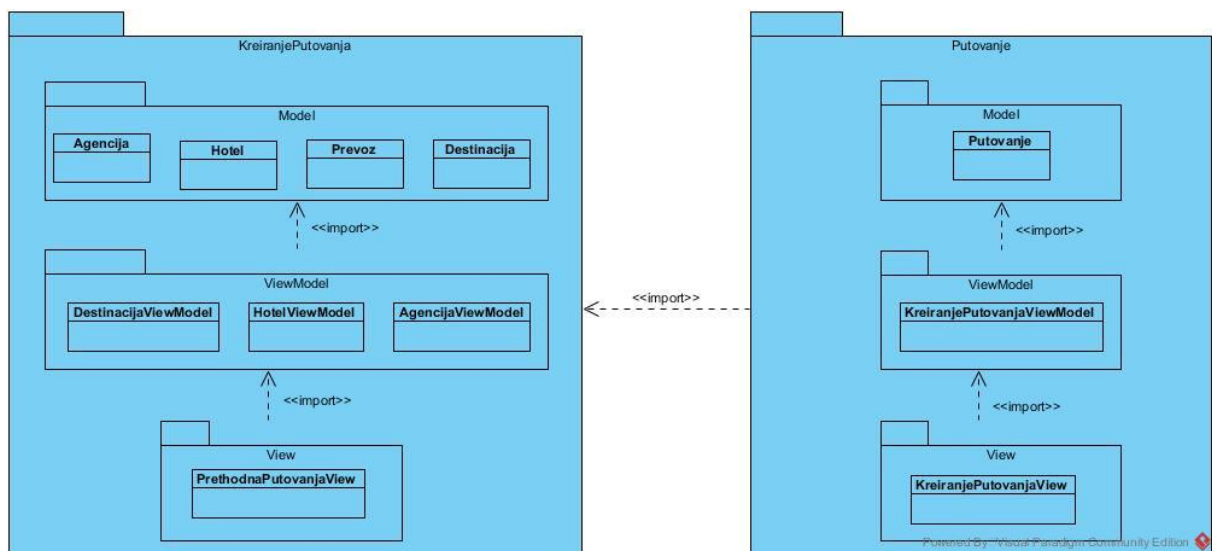 KreiranjePutovanja
Model
Agencija
Hotel
Prevoz
Destinacija
<<import>>
ViewModel
DestinacijaViewModel
HotelViewModel
AgencijaViewModel
<<import>>
View
PrethodnaPutovanjaView
<<import>>
Putovanje
Model
Putovanje
<<import>>
ViewModel
KreiranjePutovanjaViewModel
<<import>>
View
KreiranjePutovanjaView
Powered By Visual Paradigm Community Edition